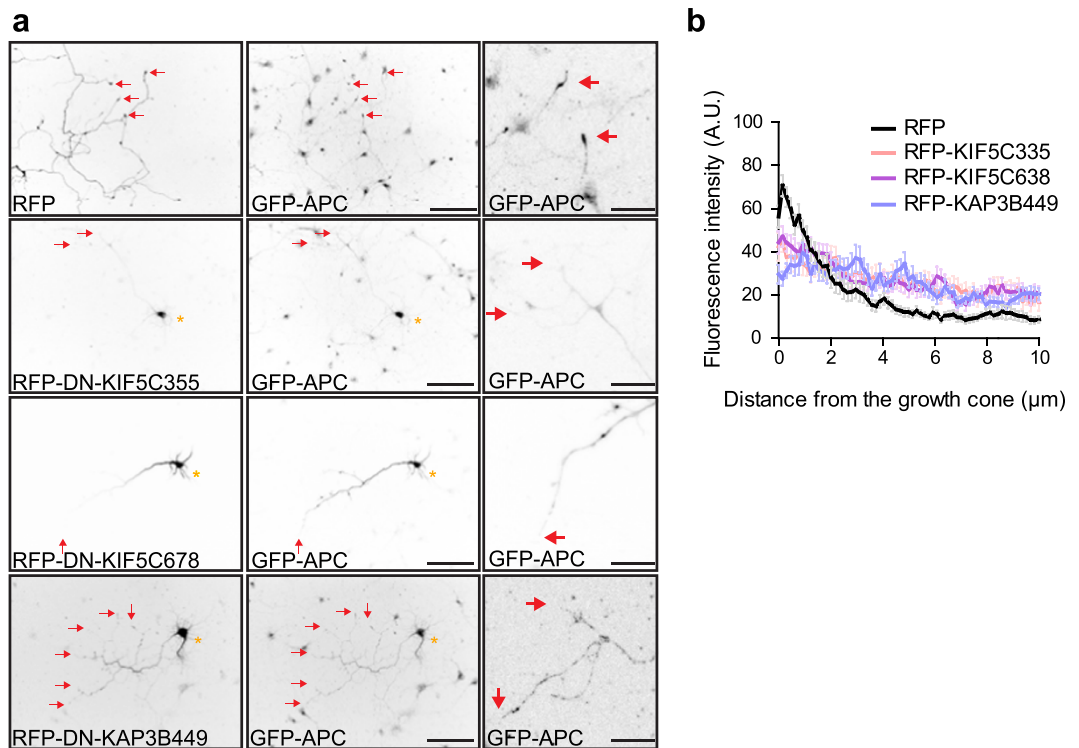 a
RFP
GFP-APC
GFP-APC
RFP-DN-KIF5C355
*
GFP-APC
*
GFP-APC
RFP-DN-KIF5C678
*
GFP-APC
*
GFP-APC
RFP-DN-KAP3B449
*
GFP-APC
*
GFP-APC
b
Fluorescence intensity (A.U.)
100
80
60
40
20
0
RFP
RFP-KIF5C335
RFP-KIF5C638
RFP-KAP3B449
0 2 4 6 8 10
Distance from the growth cone (µm)